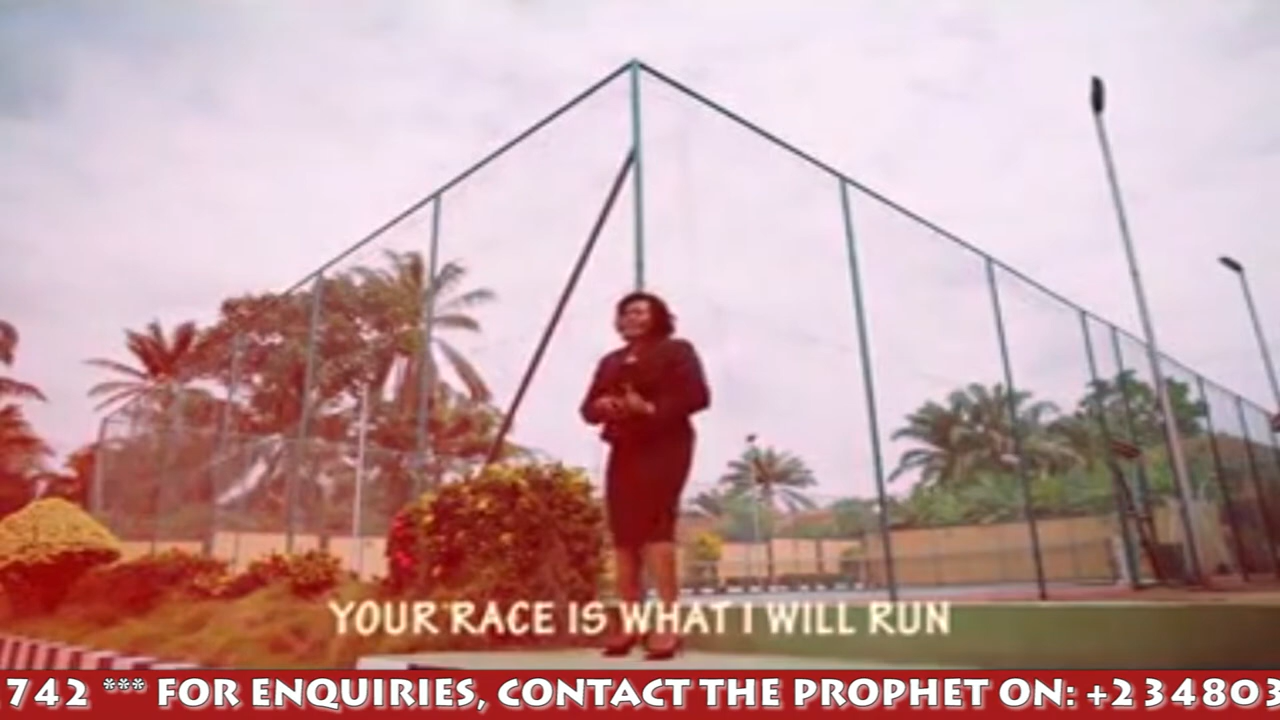 YOUR RACE IS WHAT I WILL RUN
742 *** FOR ENQUIRIES, CONTACT THE PROPHET ON: +234803